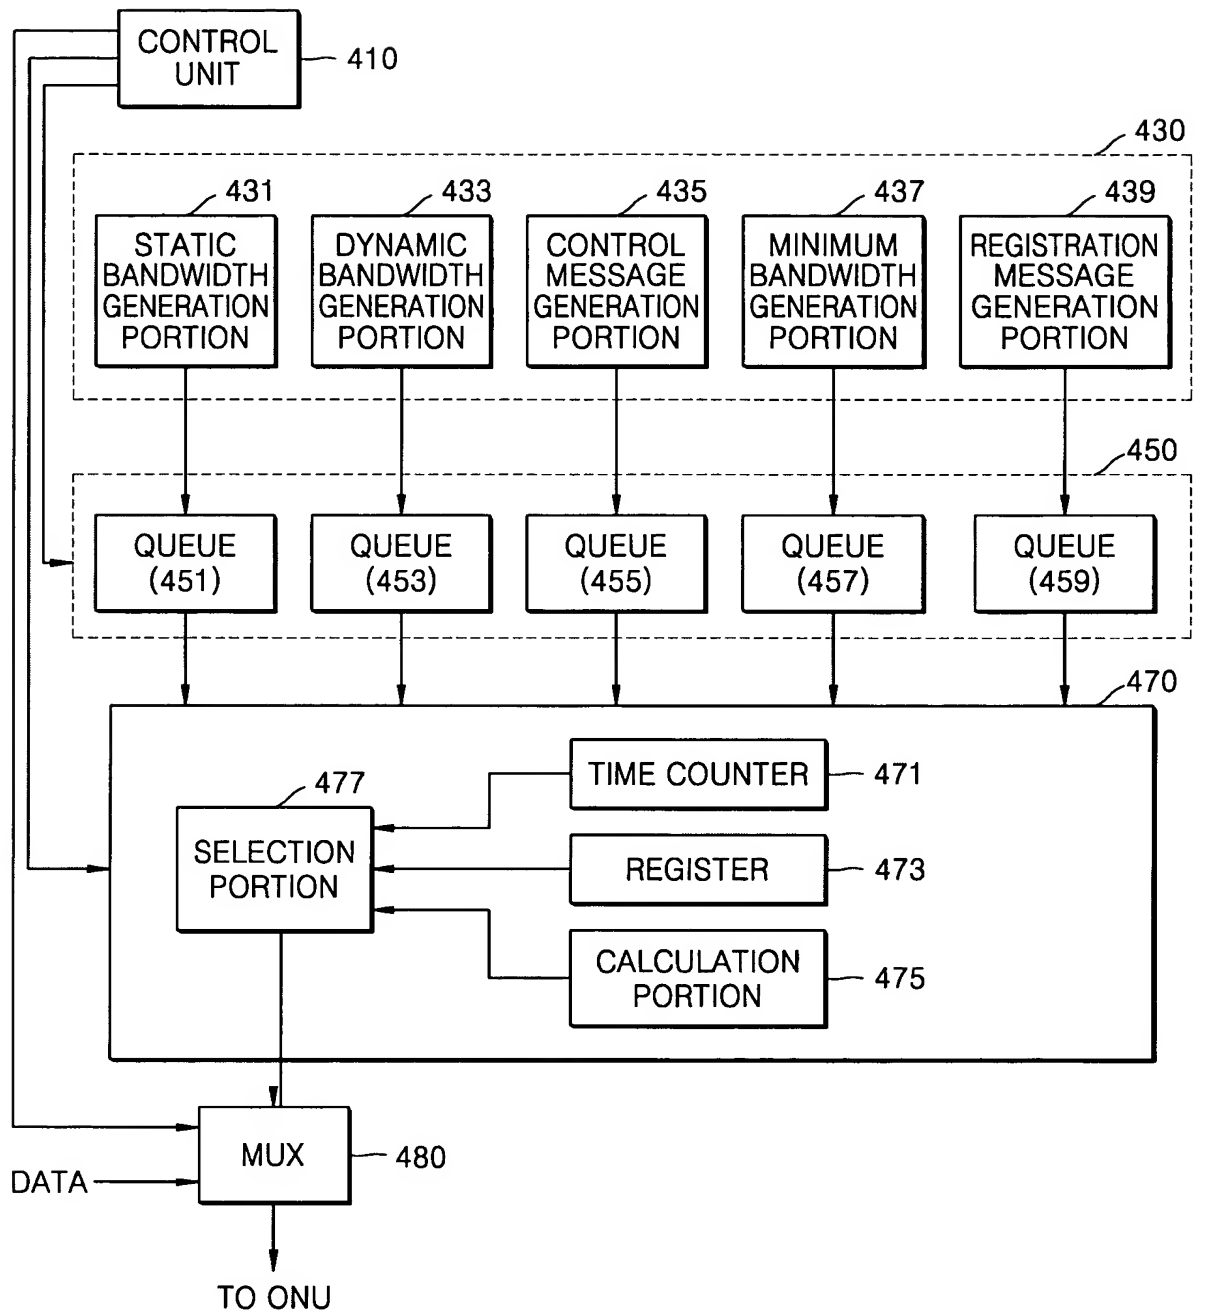 CONTROL
UNIT
410
430
431
433
435
437
439
STATIC
BANDWIDTH
GENERATION
PORTION
DYNAMIC
BANDWIDTH
GENERATION
PORTION
CONTROL
MESSAGE
GENERATION
PORTION
MINIMUM
BANDWIDTH
GENERATION
PORTION
REGISTRATION
MESSAGE
GENERATION
PORTION
450
QUEUE
(451)
QUEUE
(453)
QUEUE
(455)
QUEUE
(457)
QUEUE
(459)
470
TIME COUNTER
471
477
SELECTION
PORTION
REGISTER
473
CALCULATION
PORTION
475
MUX
480
DATA
TO ONU